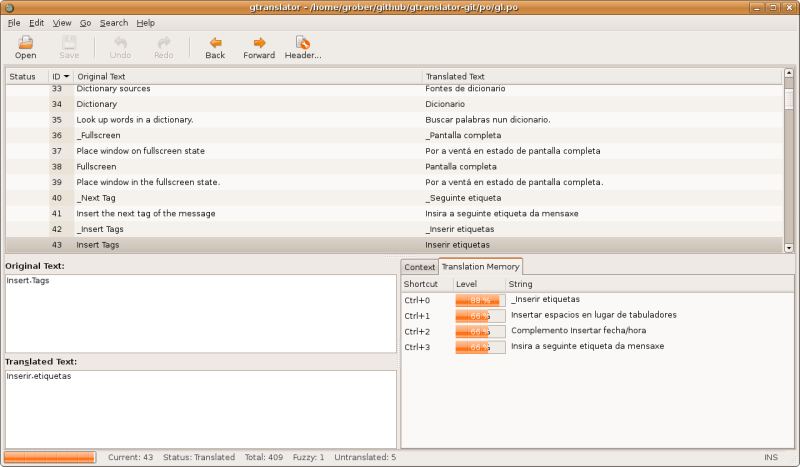 gtranslator - /home/grober/github/gtranslator-git/po/gl.po
File Edit View Go Search Help
Open Save Undo Redo Back Forward Header...
Status ID Original Text Translated Text
33 Dictionary sources Fontes de dicionario
34 Dictionary Dicionario
35 Look up words in a dictionary. Buscar palabras nun dicionario.
36 _Fullscreen _Pantalla completa
37 Place window on fullscreen state Por a ventá en estado de pantalla completa
38 Fullscreen Pantalla completa
39 Place window in the fullscreen state. Por a ventá en estado de pantalla completa.
40 _Next Tag _Seguinte etiqueta
41 Insert the next tag of the message Insira a seguinte etiqueta da mensaxe
42 _Insert Tags _Inserir etiquetas
43 Insert Tags Inserir etiquetas
Original Text:
Insert·Tags
Translated Text:
Inserir·etiquetas
Context Translation Memory
Shortcut Level String
Ctrl+0 88 % _Inserir etiquetas
Ctrl+1 66 % Insertar espacios en lugar de tabuladores
Ctrl+2 66 % Complemento Insertar fecha/hora
Ctrl+3 66 % Insira a seguinte etiqueta da mensaxe
Current: 43 Status: Translated Total: 409 Fuzzy: 1 Untranslated: 5 INS